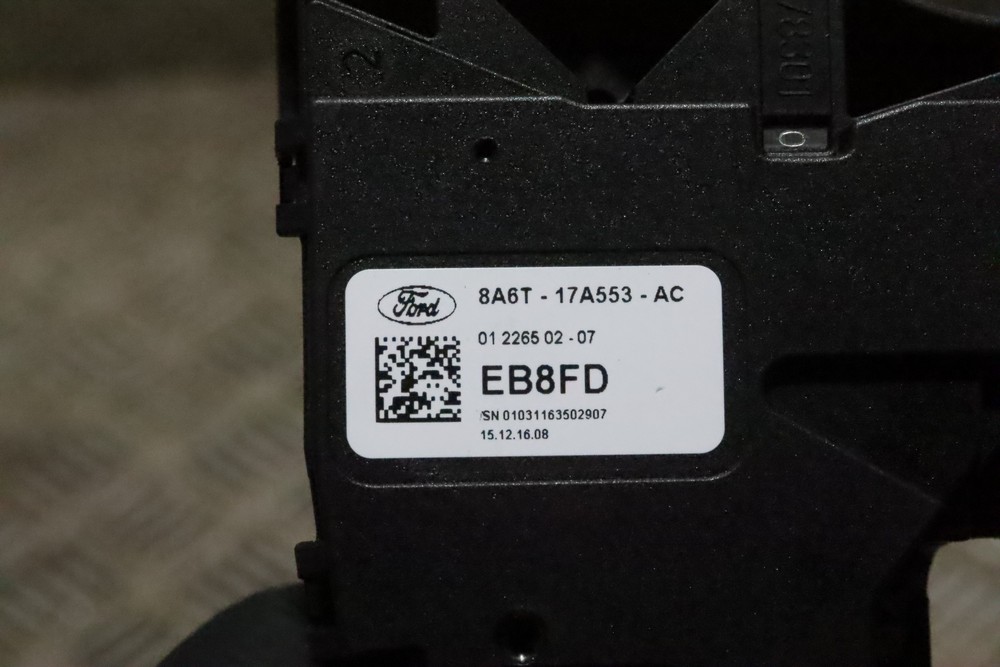 Ford
8A6T - 17A553 - AC
01 2265 02 - 07
EB8FD
/SN 01031163502907
15.12.16.08